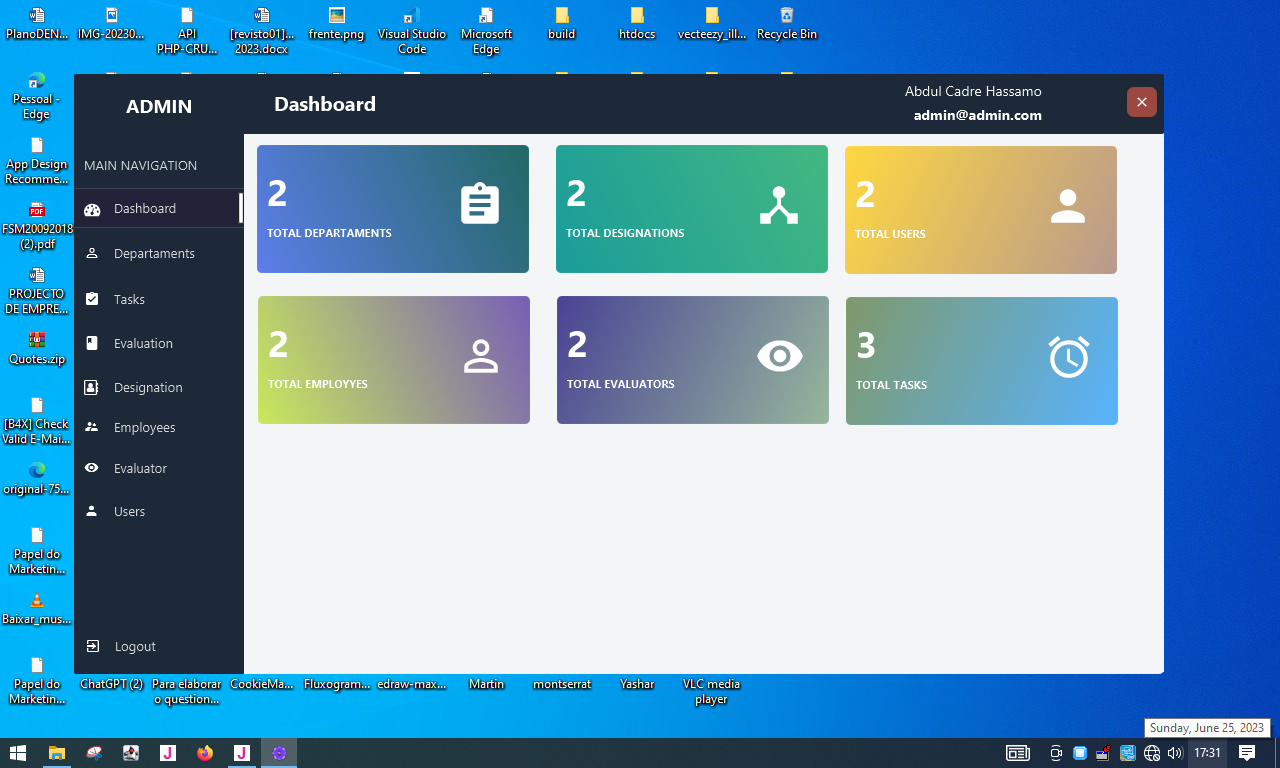 PlanoDEN...
IMG-20230...
API
PHP-CRU...
[revisto01]...
2023.docx
frente.png
Visual Studio
Code
Microsoft
Edge
build
htdocs
vecteezy_ill...
Recycle Bin
Pessoal -
Edge
App Design
Recomme...
PDF
FSM20092018
(2).pdf
PROJECTO
DE EMPRE...
Quotes.zip
[B4X] Check
Valid E-Mai...
original-75...
Papel do
Marketin...
Baixar_mus...
Papel do
Marketin...
ADMIN
Dashboard
Abdul Cadre Hassamo
admin@admin.com
MAIN NAVIGATION
Dashboard
Departaments
Tasks
Evaluation
Designation
Employees
Evaluator
Users
Logout
2
TOTAL DEPARTAMENTS
2
TOTAL DESIGNATIONS
2
TOTAL USERS
2
TOTAL EMPLOYYES
2
TOTAL EVALUATORS
3
TOTAL TASKS
ChatGPT (2)
Para elaborar
o question...
CookieMa...
Fluxogram...
edraw-max...
Martin
montserrat
Yashar
VLC media
player
Sunday, June 25, 2023
J
J
17:31